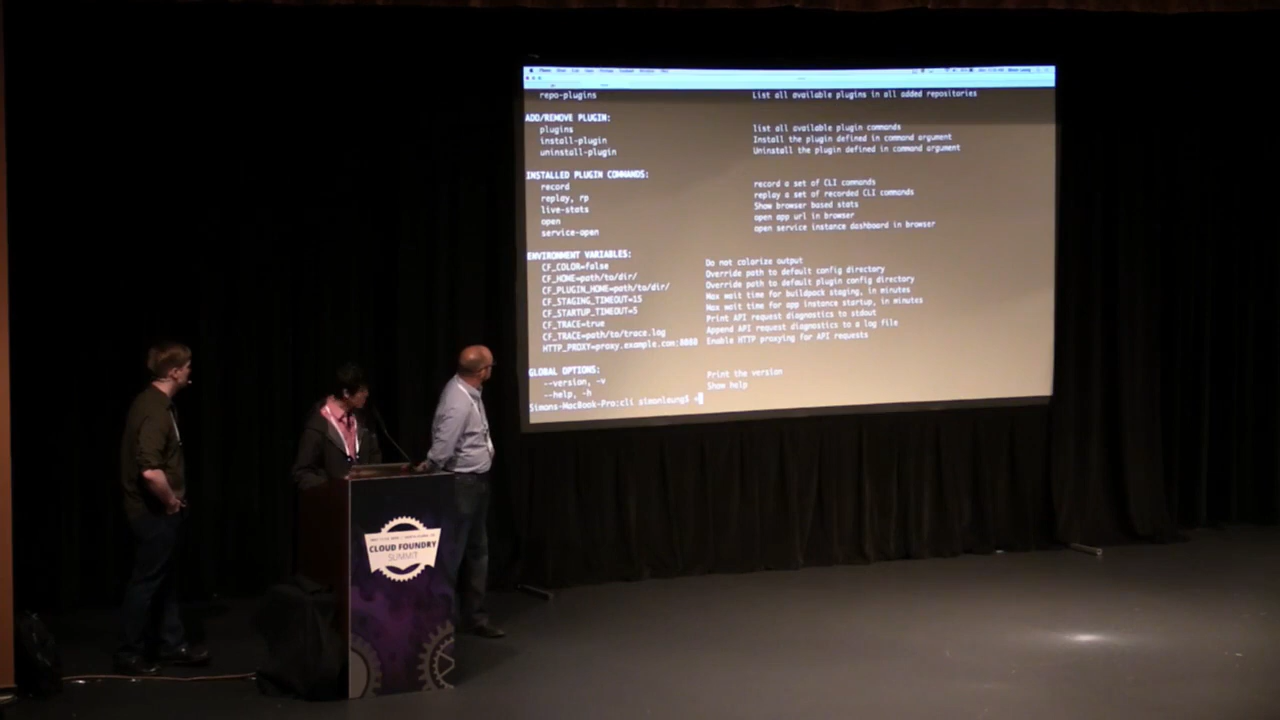 repo-plugins List all available plugins in all added repositories
ADD/REMOVE PLUGIN:
plugins list all available plugin commands
install-plugin Install the plugin defined in command argument
uninstall-plugin Uninstall the plugin defined in command argument
INSTALLED PLUGIN COMMANDS:
record record a set of CLI commands
replay, rp replay a set of recorded CLI commands
live-stats Show browser based stats
open open app url in browser
service-open open service instance dashboard in browser
ENVIRONMENT VARIABLES:
CF_COLOR=false Do not colorize output
CF_HOME=path/to/dir/ Override path to default config directory
CF_PLUGIN_HOME=path/to/dir/ Override path to default plugin config directory
CF_STAGING_TIMEOUT=15 Max wait time for buildpack staging, in minutes
CF_STARTUP_TIMEOUT=5 Max wait time for app instance startup, in minutes
CF_TRACE=true Print API request diagnostics to stdout
CF_TRACE=path/to/trace.log Append API request diagnostics to a log file
HTTP_PROXY=proxy.example.com:8080 Enable HTTP proxying for API requests
GLOBAL OPTIONS:
--version, -v Print the version
--help, -h Show help
Simons-MacBook-Pro:cli simonleung$
CLOUD FOUNDRY
SUMMIT